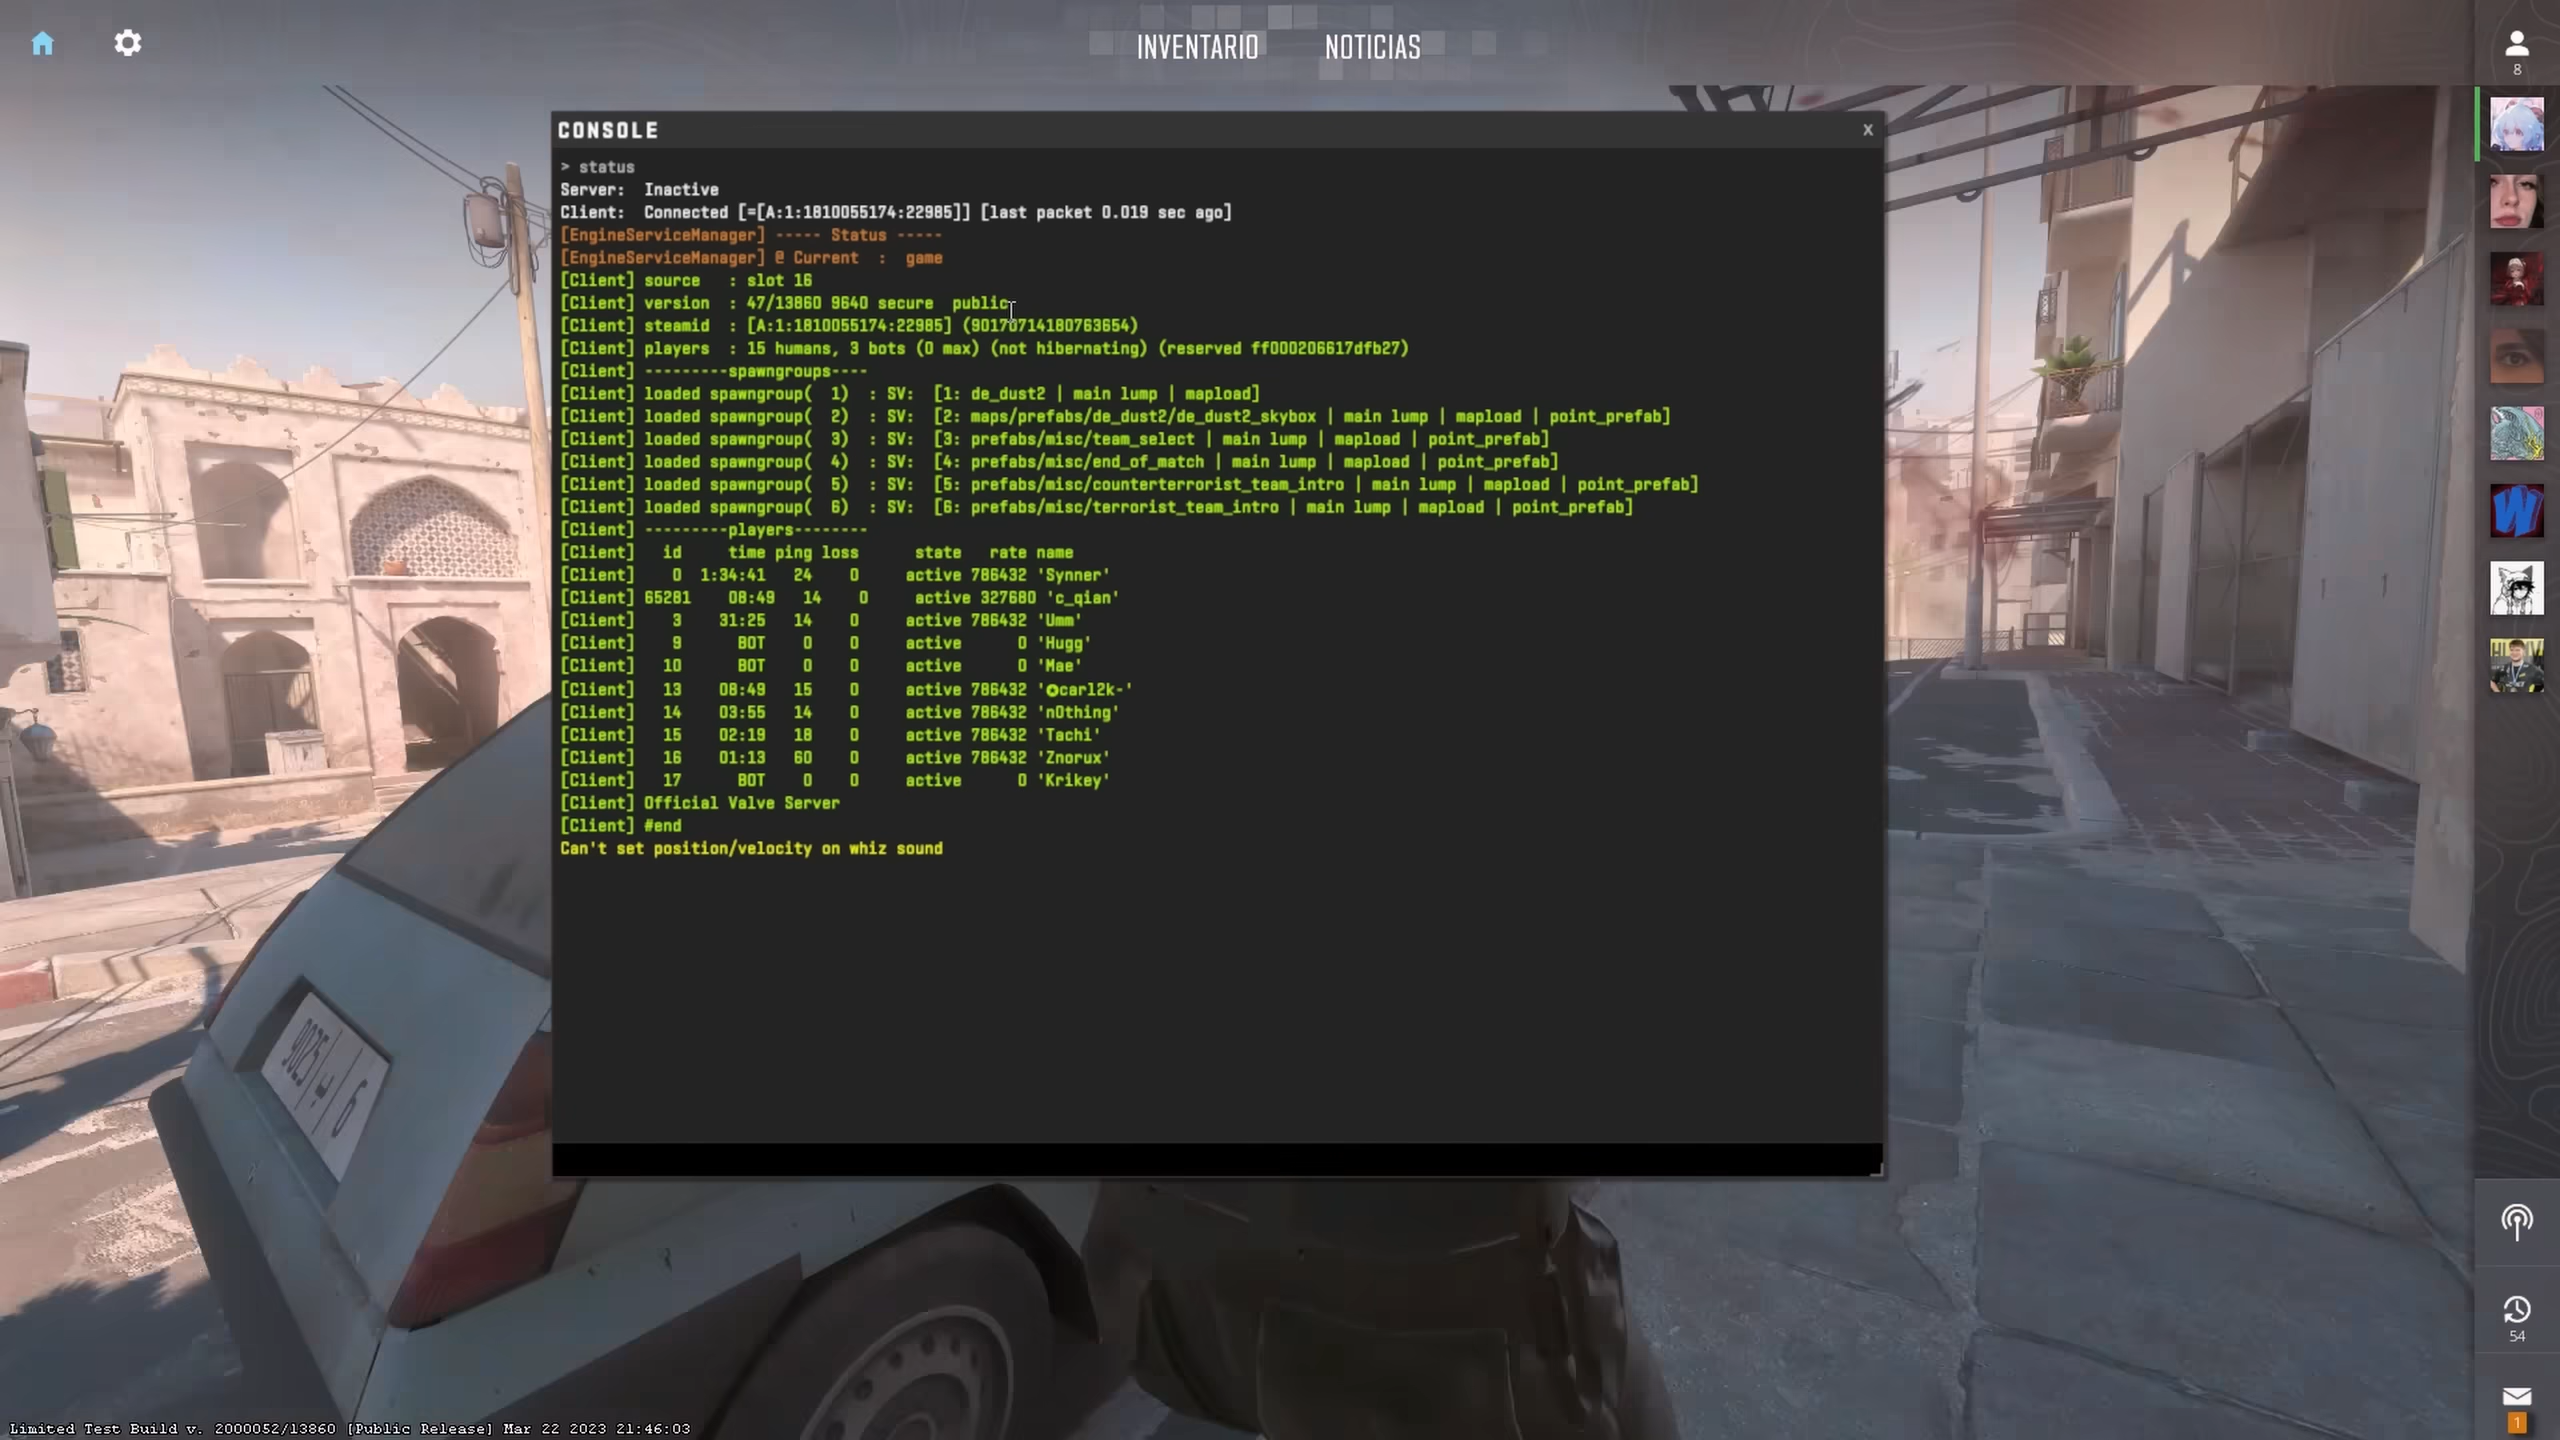 INVENTARIO NOTICIAS
8
CONSOLE x
> status
Server:  Inactive
Client:  Connected [=[A:1:1810055174:22985]] [last packet 0.019 sec ago]
[EngineServiceManager] ----- Status -----
[EngineServiceManager] @ Current  :  game
[Client] source   : slot 16
[Client] version  : 47/13860 9640 secure  public
[Client] steamid  : [A:1:1810055174:22985] (90170714180763654)
[Client] players  : 15 humans, 3 bots (0 max) (not hibernating) (reserved ff000206617dfb27)
[Client] ---------spawngroups----
[Client] loaded spawngroup(  1)  : SV:  [1: de_dust2 | main lump | mapload]
[Client] loaded spawngroup(  2)  : SV:  [2: maps/prefabs/de_dust2/de_dust2_skybox | main lump | mapload | point_prefab]
[Client] loaded spawngroup(  3)  : SV:  [3: prefabs/misc/team_select | main lump | mapload | point_prefab]
[Client] loaded spawngroup(  4)  : SV:  [4: prefabs/misc/end_of_match | main lump | mapload | point_prefab]
[Client] loaded spawngroup(  5)  : SV:  [5: prefabs/misc/counterterrorist_team_intro | main lump | mapload | point_prefab]
[Client] loaded spawngroup(  6)  : SV:  [6: prefabs/misc/terrorist_team_intro | main lump | mapload | point_prefab]
[Client] ---------players--------
[Client]   id     time ping loss      state   rate name
[Client]    0  1:34:41   24    0     active 786432 'Synner'
[Client] 65281    08:49   14    0     active 327680 'c_qian'
[Client]    3    31:25   14    0     active 786432 'Umm'
[Client]    9      BOT    0    0     active      0 'Hugg'
[Client]   10      BOT    0    0     active      0 'Mae'
[Client]   13    08:49   15    0     active 786432 '✪carl2k-'
[Client]   14    03:55   14    0     active 786432 'n0thing'
[Client]   15    02:19   18    0     active 786432 'Tachi'
[Client]   16    01:13   60    0     active 786432 'Znorux'
[Client]   17      BOT    0    0     active      0 'Krikey'
[Client] Official Valve Server
[Client] #end
Can't set position/velocity on whiz sound
54
1
Limited Test Build v. 2000052/13860 [Public Release] Mar 22 2023 21:46:03